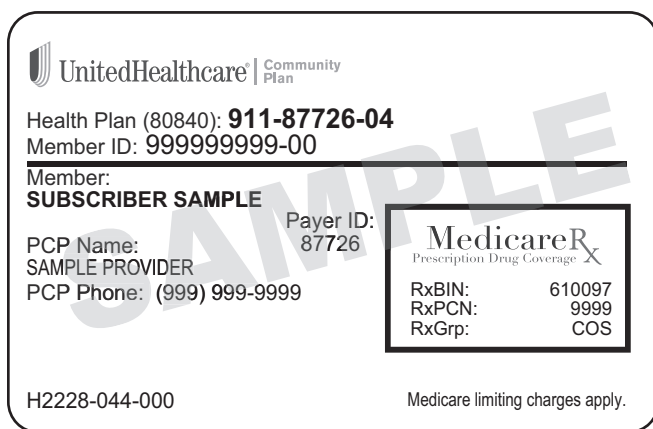 UnitedHealthcare® | Community Plan
Health Plan (80840): 911-87726-04
Member ID: 999999999-00
Member:
SUBSCRIBER SAMPLE
Payer ID:
87726
PCP Name:
SAMPLE PROVIDER
PCP Phone: (999) 999-9999
MedicareRx
Prescription Drug Coverage
RxBIN: 610097
RxPCN: 9999
RxGrp: COS
H2228-044-000
Medicare limiting charges apply.
SAMPLE